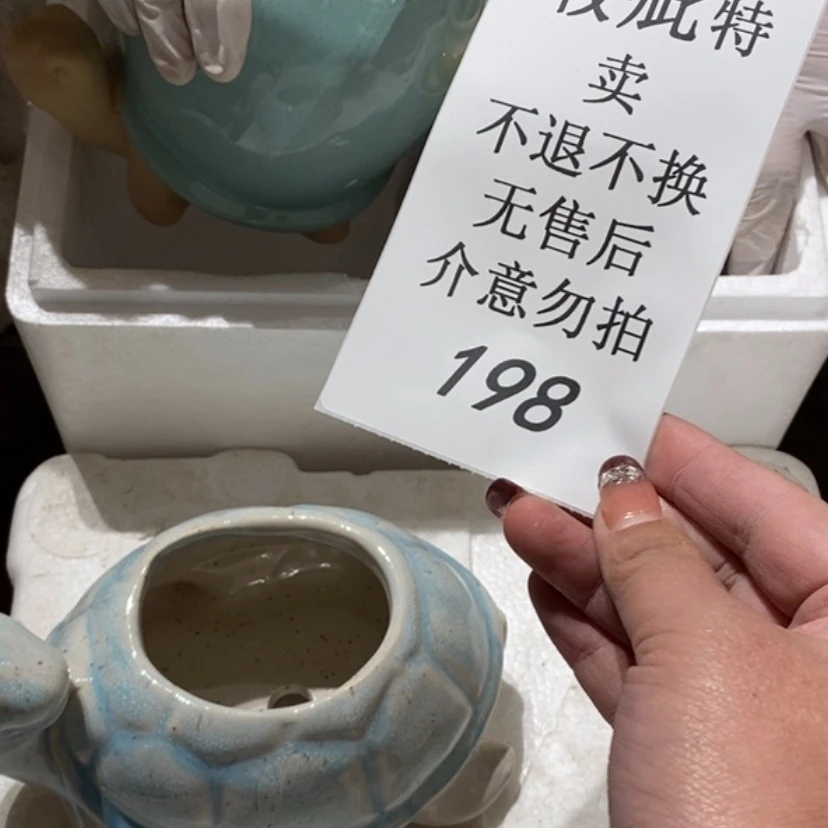 疵特
卖
不退不换
无售后
介意勿拍
198